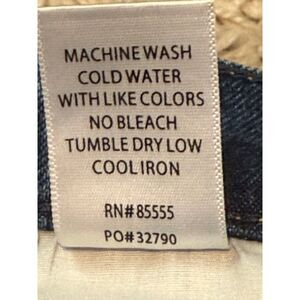 MACHINE WASH
COLD WATER
WITH LIKE COLORS
NO BLEACH
TUMBLE DRY LOW
COOL IRON
RN#85555
PO#32790